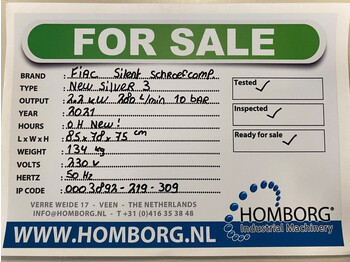 FOR SALE
BRAND : Fiac Silent Schroefcomp.
TYPE : New Silver 3
OUTPUT : 2.2 kW 280 L/min 10 BAR
YEAR : 2021
HOURS : 0 H New!
L x W x H : 85 x 78 x 75 cm
WEIGHT : 134 kg
VOLTS : 230 V
HERTZ : 50 Hz
IP CODE : 0003892-219-309
Tested ✓
Inspected ✓
Ready for sale ✓
VERRE WEIDE 17 - VEEN - THE NETHERLANDS
INFO@HOMBORG.COM - T +31 (0)416 35 38 48
WWW.HOMBORG.NL
HOMBORG
Industrial Machinery